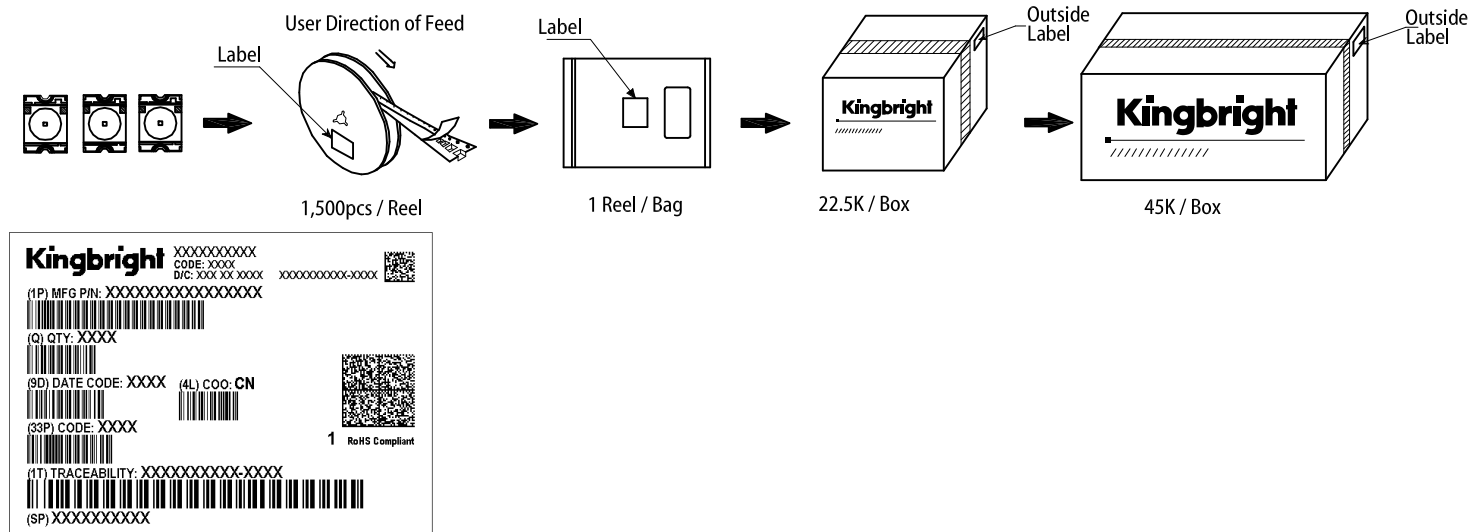 User Direction of Feed
Label
Label
Outside
Label
Outside
Label
Kingbright
Kingbright
1,500pcs / Reel
1 Reel / Bag
22.5K / Box
45K / Box
Kingbright
XXXXXXXXXX
CODE: XXXX
D/C: XXX XX XXXX XXXXXXXXXX-XXXX
(1P) MFG P/N: XXXXXXXXXXXXXXXX
(Q) QTY: XXXX
(9D) DATE CODE: XXXX (4L) COO: CN
(33P) CODE: XXXX
1 RoHS Compliant
(1T) TRACEABILITY: XXXXXXXXXX-XXXX
(SP) XXXXXXXXXX